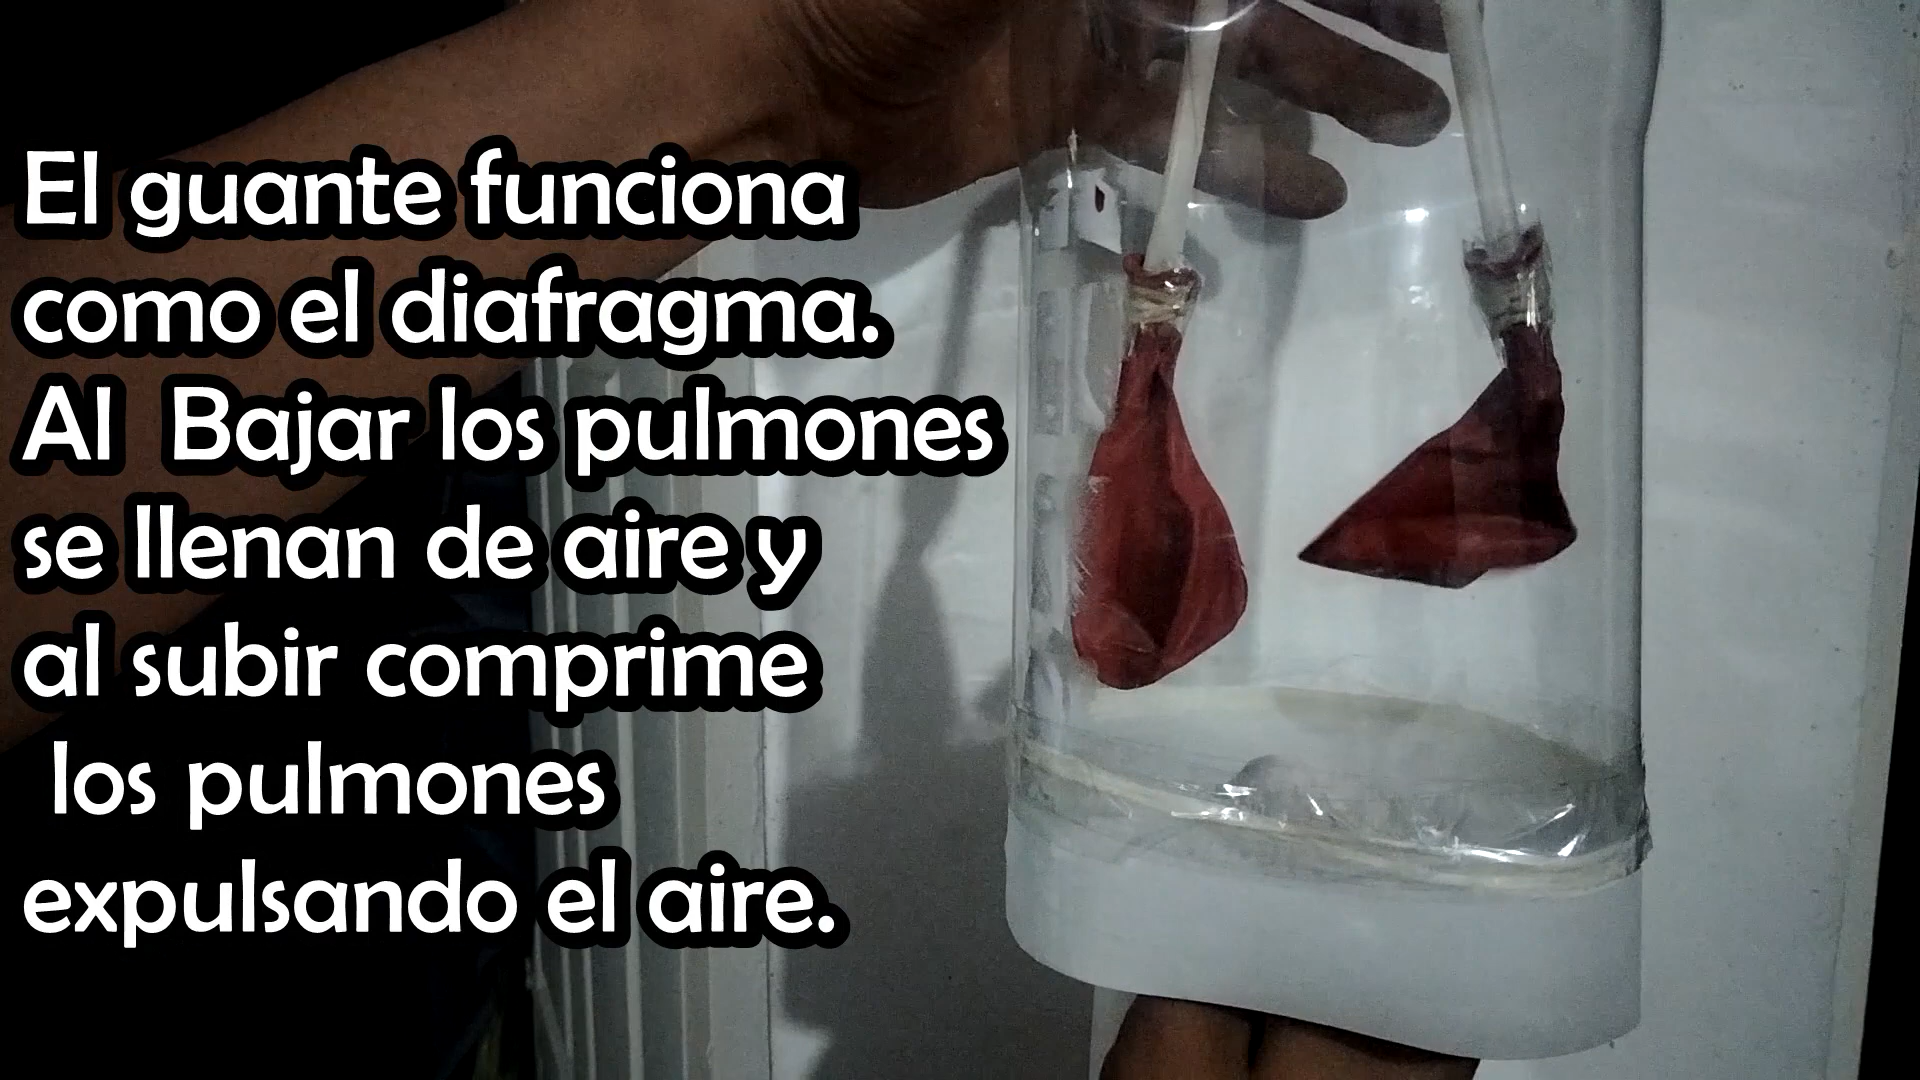 El guante funciona
como el diafragma.
Al  Bajar los pulmones
se llenan de aire y
al subir comprime
los pulmones
expulsando el aire.